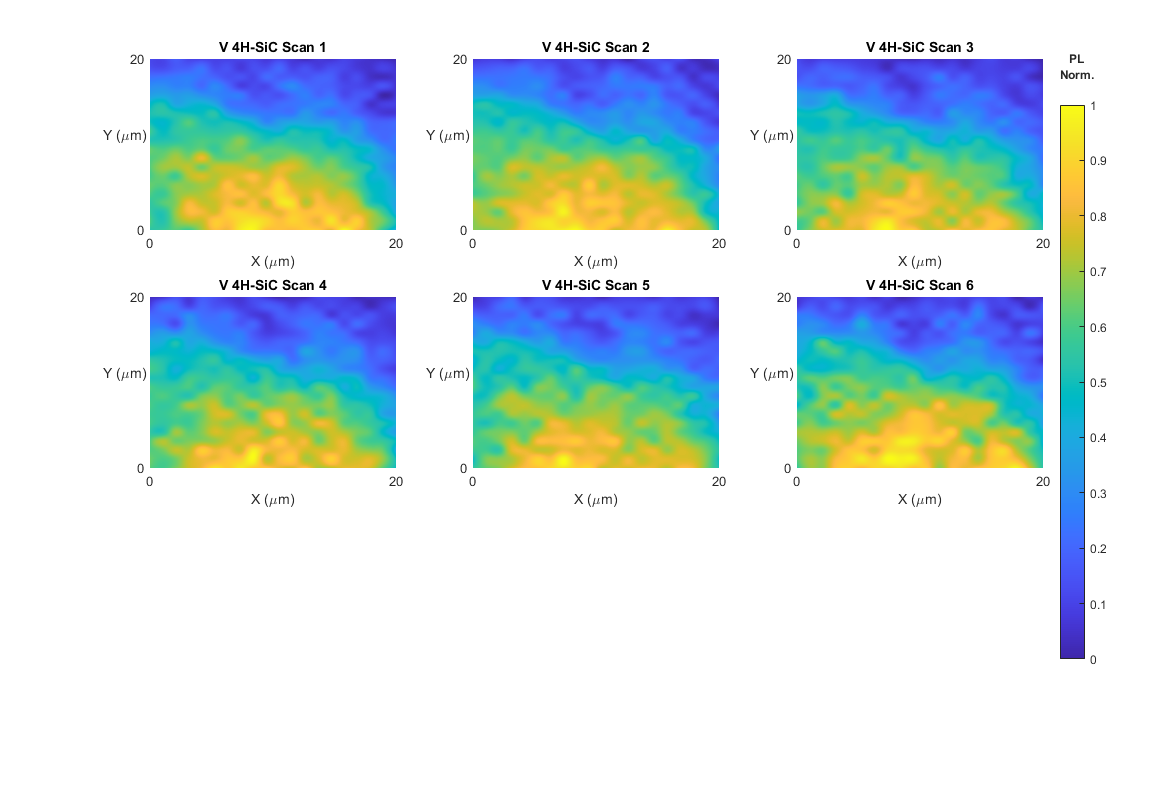 V 4H-SiC Scan 1
20
Y (μm)
0
0
20
X (μm)
V 4H-SiC Scan 2
20
Y (μm)
0
0
20
X (μm)
V 4H-SiC Scan 3
20
Y (μm)
0
0
20
X (μm)
V 4H-SiC Scan 4
20
Y (μm)
0
0
20
X (μm)
V 4H-SiC Scan 5
20
Y (μm)
0
0
20
X (μm)
V 4H-SiC Scan 6
20
Y (μm)
0
0
20
X (μm)
PL
Norm.
1
0.9
0.8
0.7
0.6
0.5
0.4
0.3
0.2
0.1
0